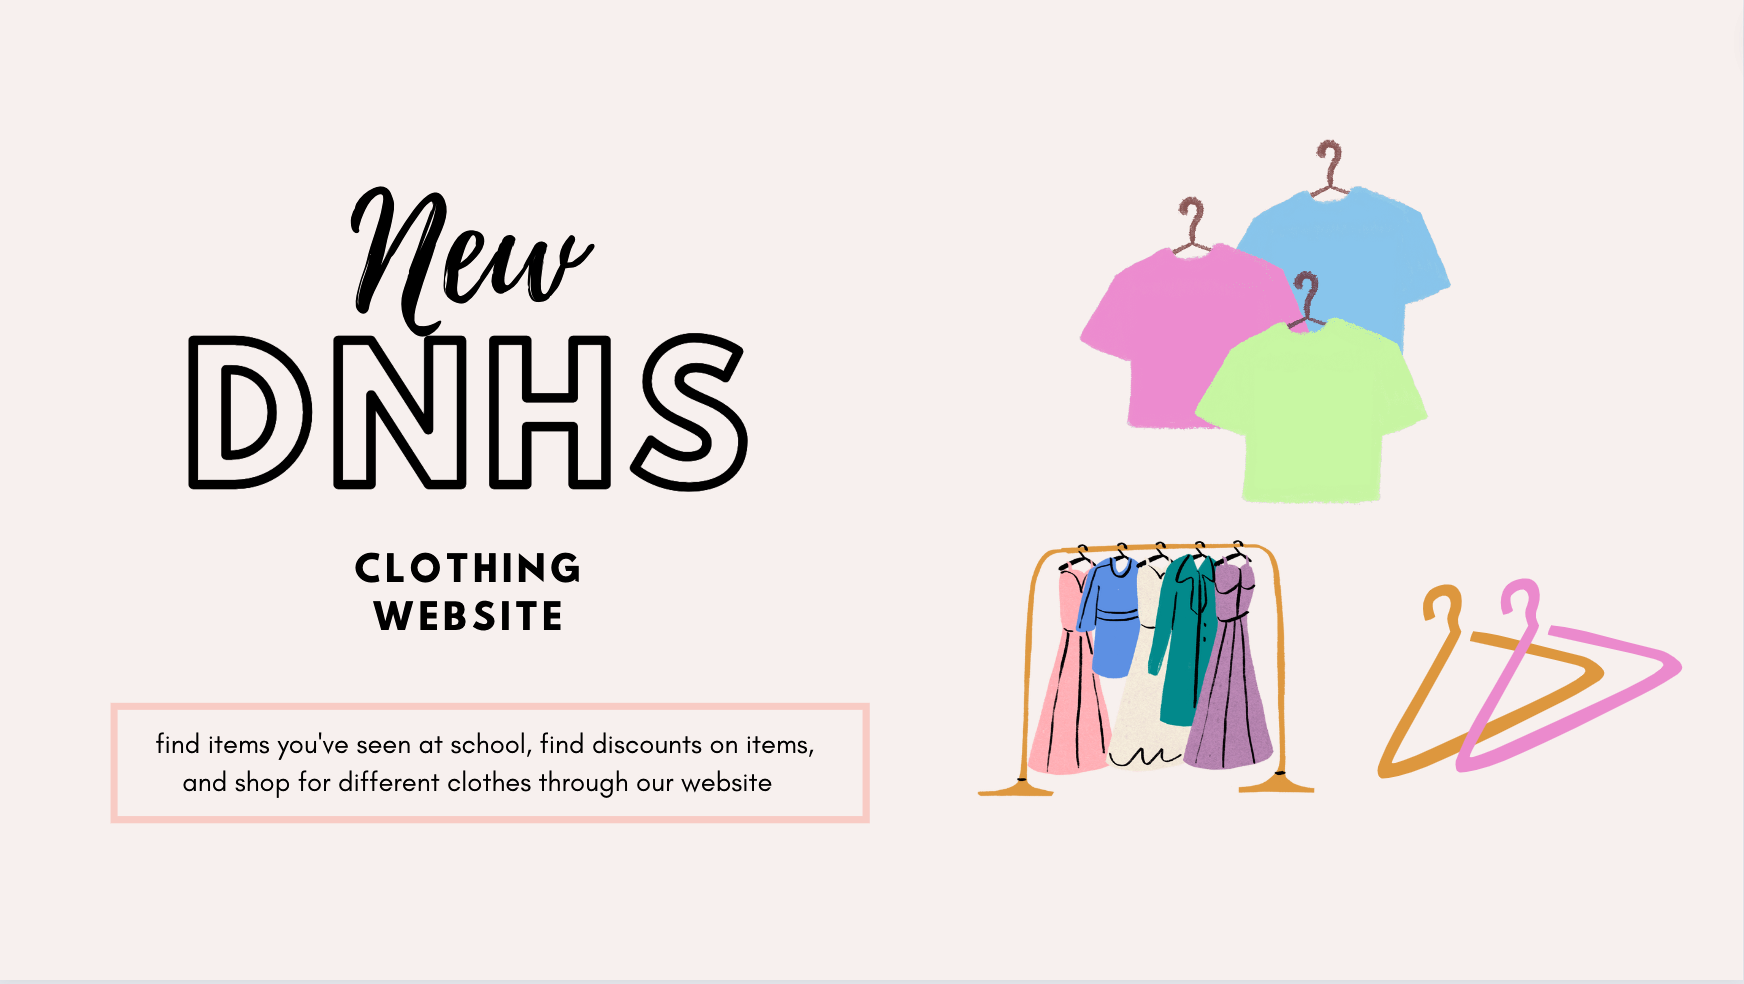 New
DNHS
CLOTHING
WEBSITE
find items you've seen at school, find discounts on items,
and shop for different clothes through our website